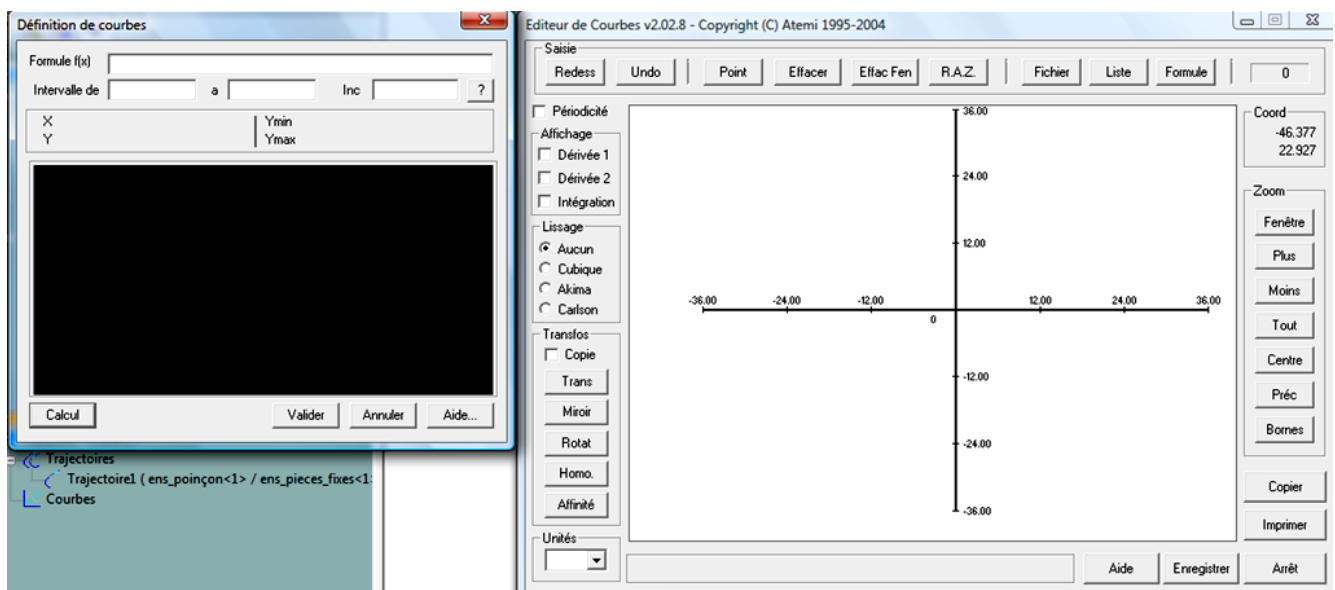 Définition de courbes
Formule f(x)
Intervalle de a Inc ?
X Ymin
Y Ymax
Calcul Valider Annuler Aide...
Trajectoires
Trajectoire1 ( ens_poinçon<1> / ens_pieces_fixes<1
Courbes
Editeur de Courbes v2.02.8 - Copyright (C) Atemi 1995-2004
Saisie
Redess Undo Point Effacer Effac Fen R.A.Z. Fichier Liste Formule 0
Périodicité
Affichage
Dérivée 1
Dérivée 2
Intégration
Lissage
Aucun
Cubique
Akima
Carlson
Transfos
Copie
Trans
Miroir
Rotat
Homo.
Affinité
Unités
36.00
24.00
12.00
-36.00 -24.00 -12.00 12.00 24.00 36.00
0
-12.00
-24.00
-36.00
Coord
-46.377
22.927
Zoom
Fenêtre
Plus
Moins
Tout
Centre
Préc
Bornes
Copier
Imprimer
Aide Enregistrer Arrêt